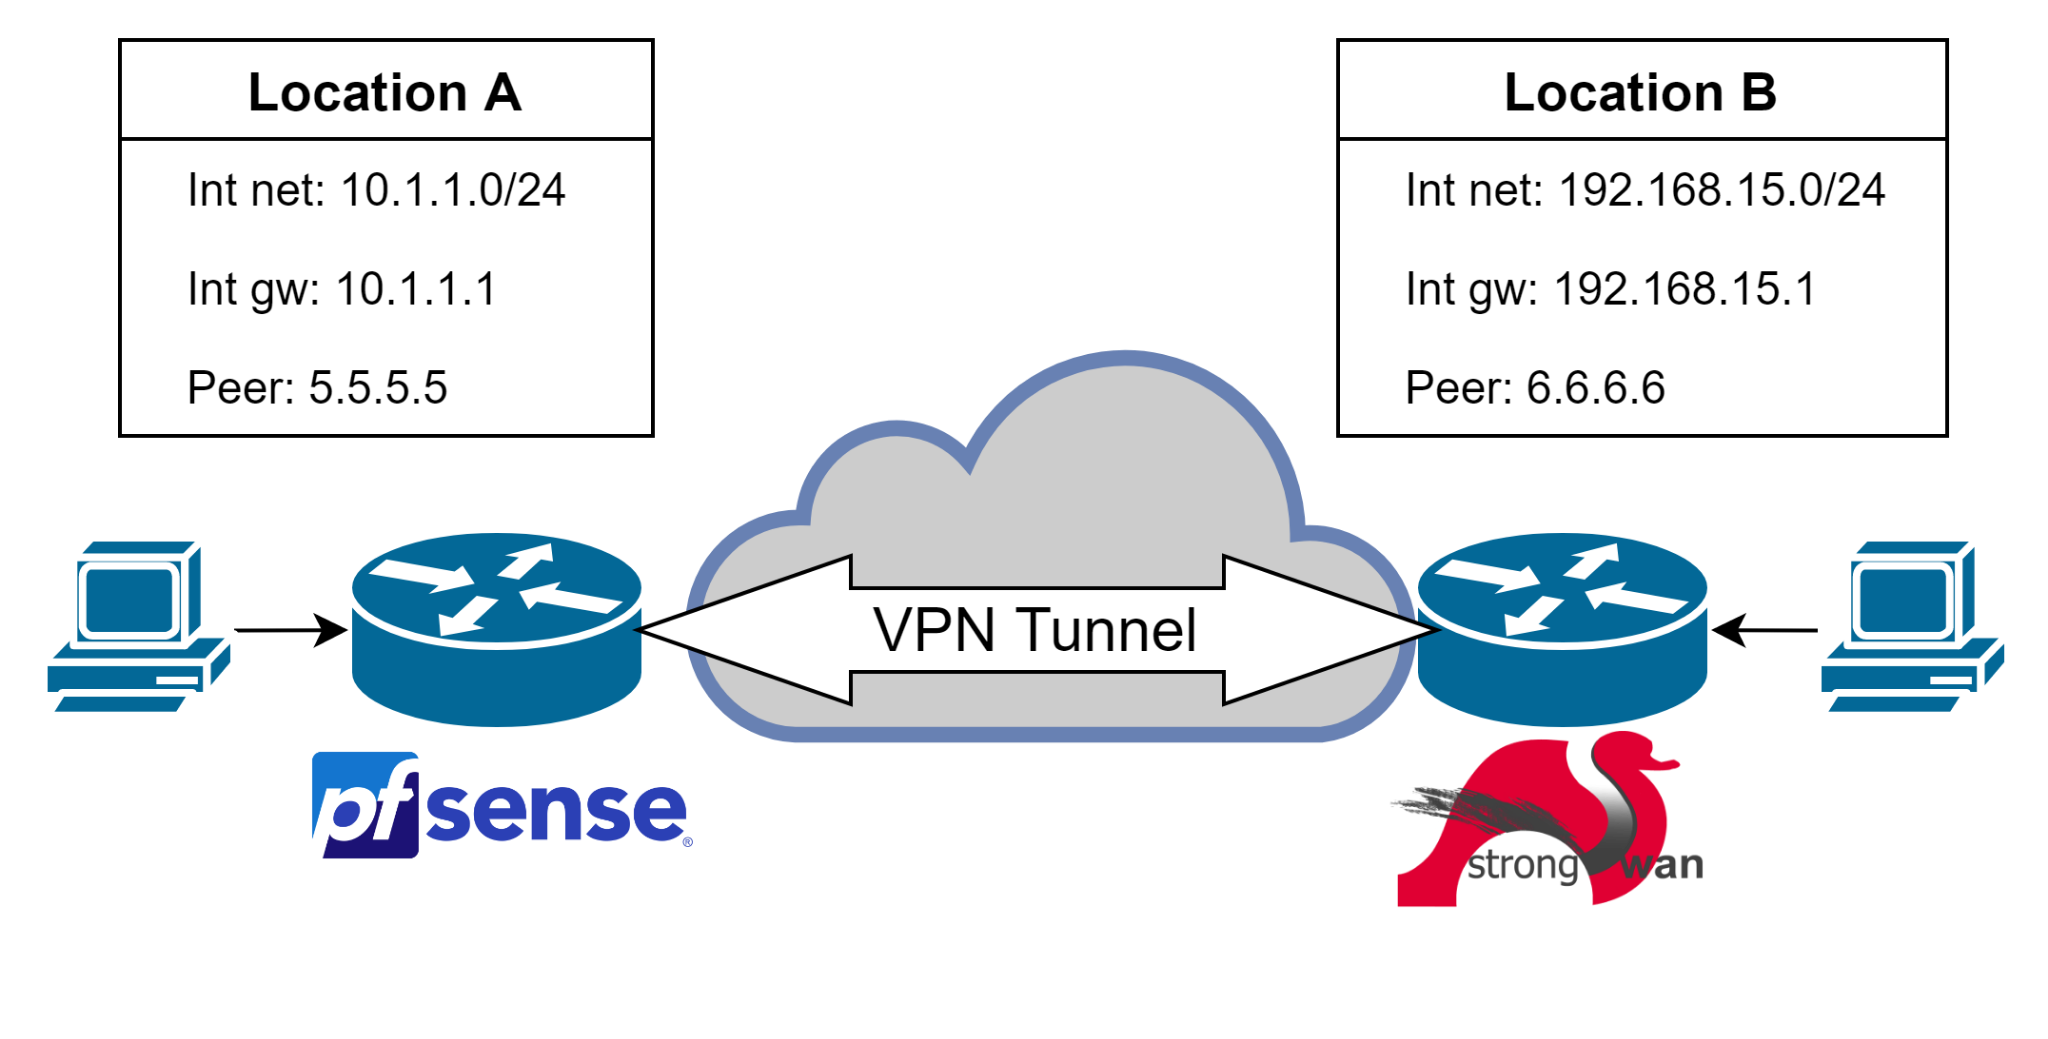 Location A
Int net: 10.1.1.0/24
Int gw: 10.1.1.1
Peer: 5.5.5.5
Location B
Int net: 192.168.15.0/24
Int gw: 192.168.15.1
Peer: 6.6.6.6
VPN Tunnel
pfsense®
strongSwan